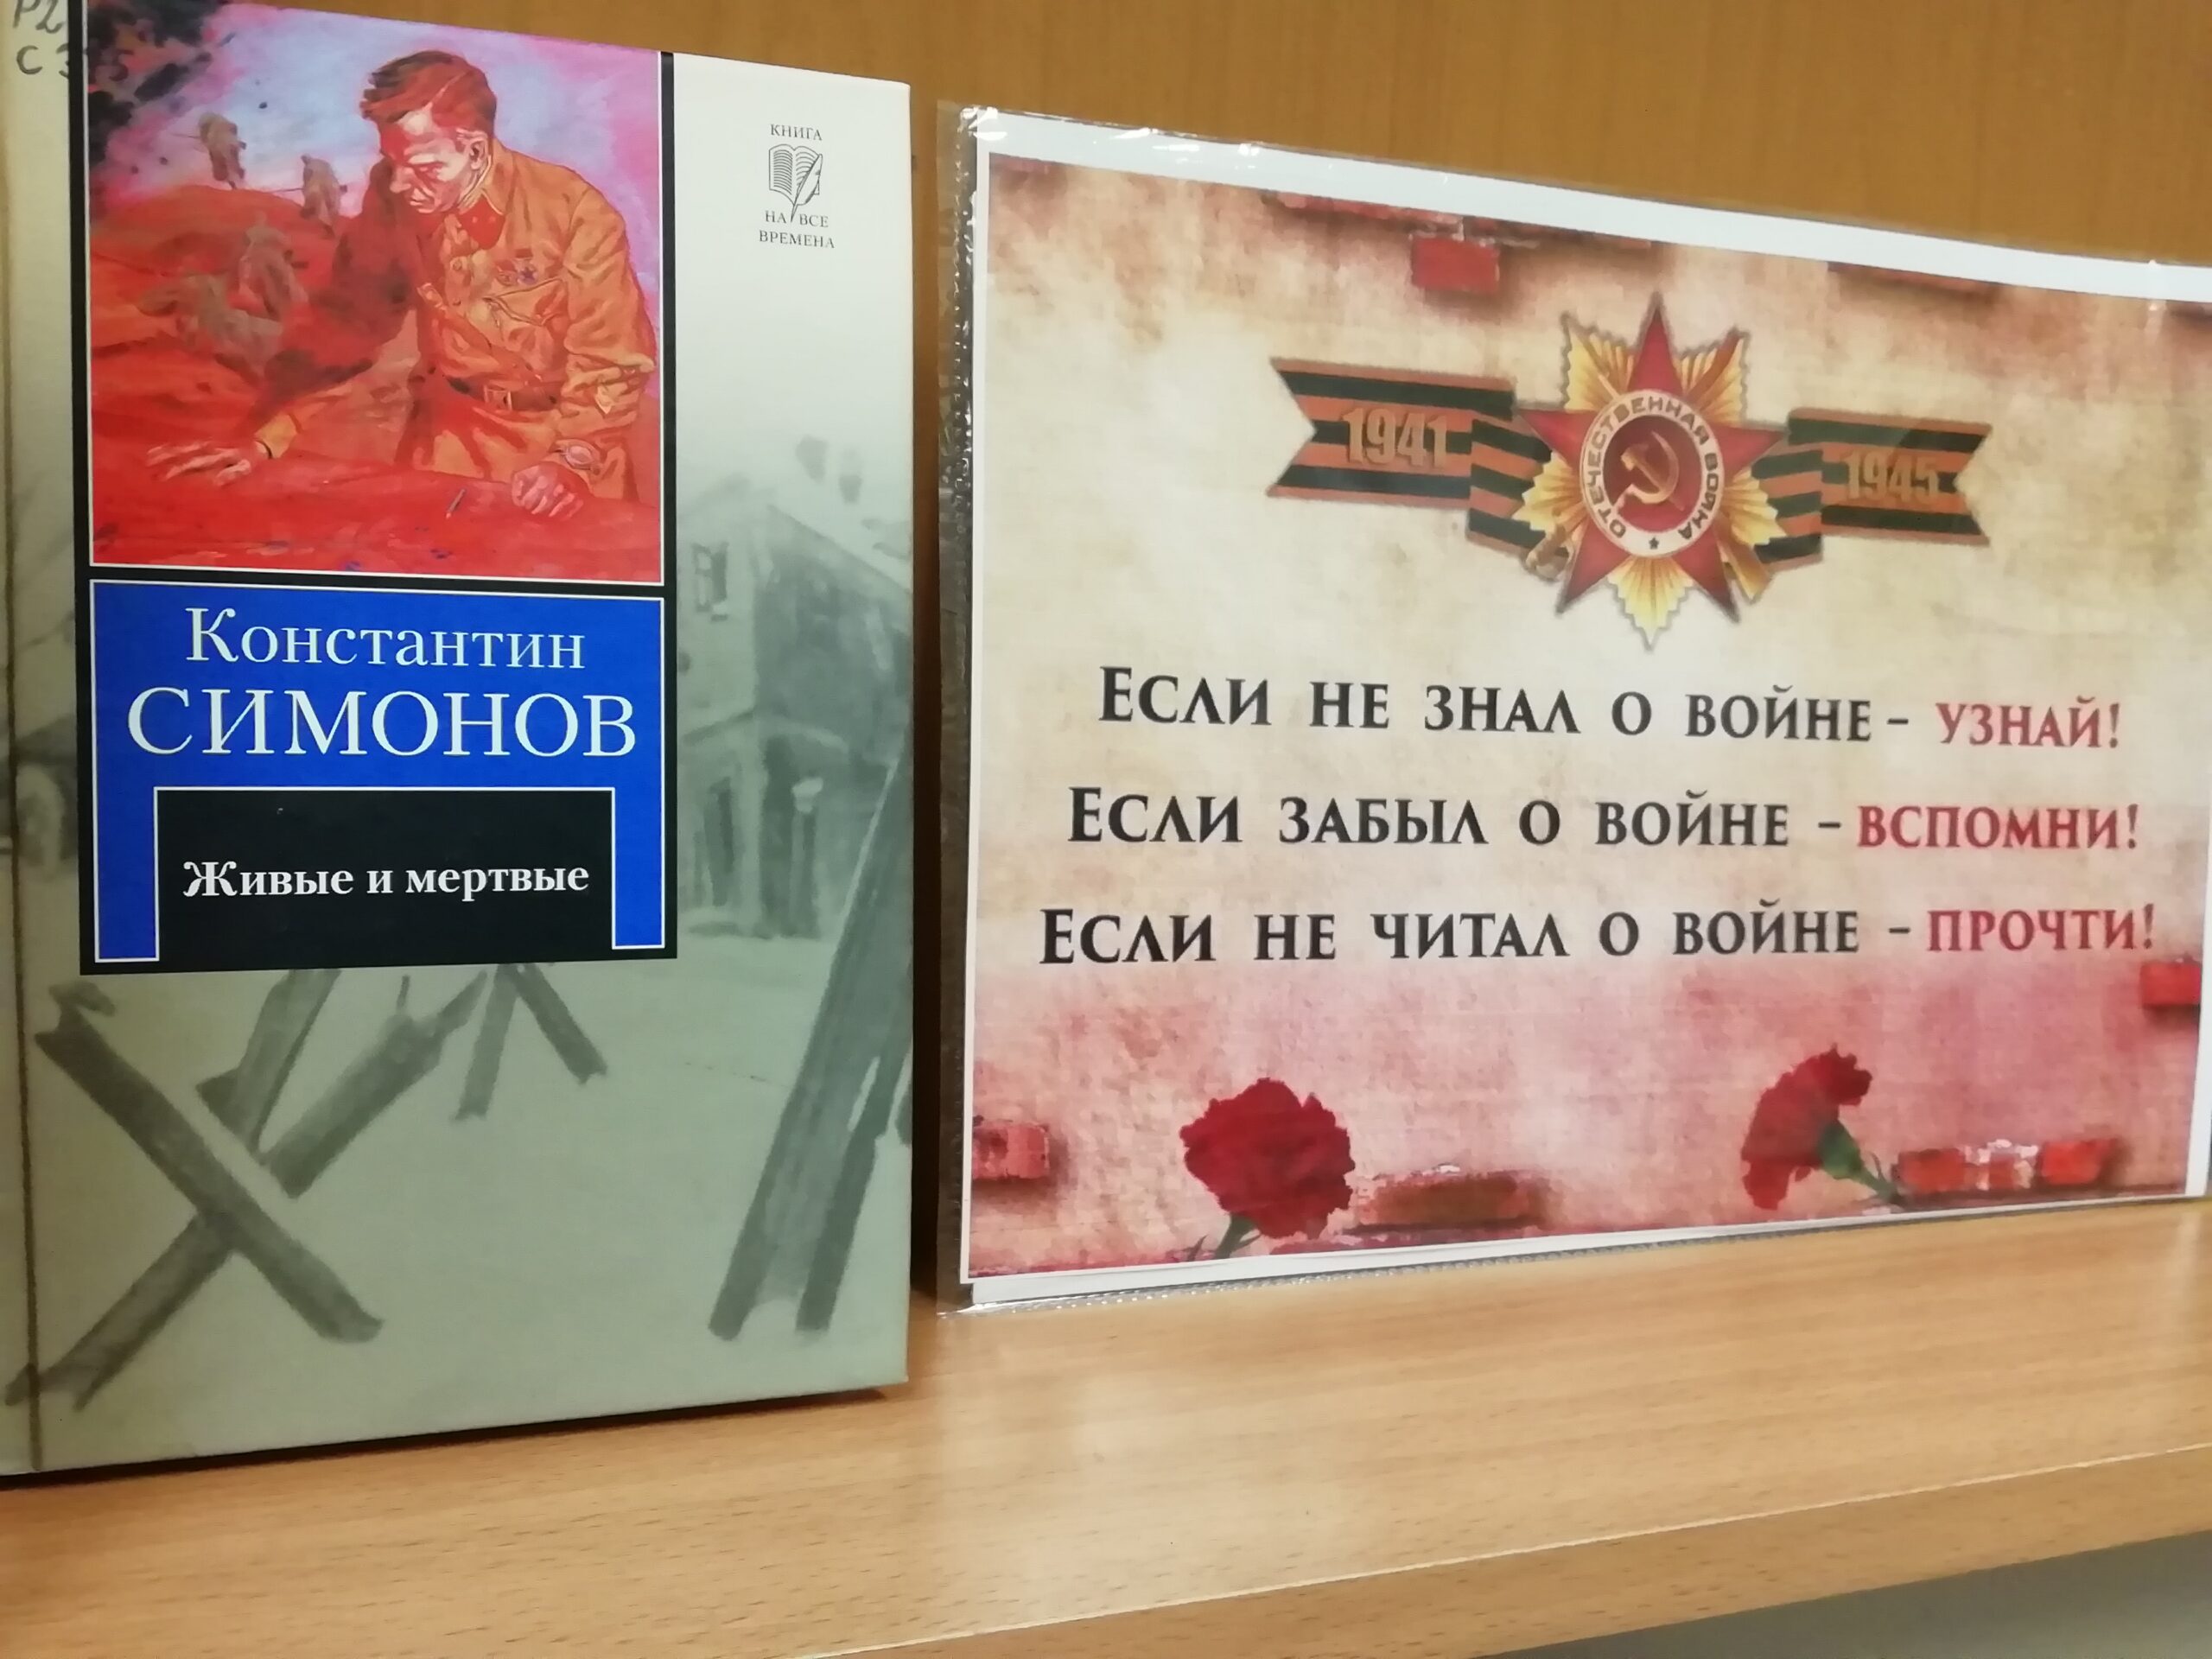 КНИГА
НА ВСЕ
ВРЕМЕНА
Константин
СИМОНОВ
Живые и мертвые
1941
ОТЕЧЕСТВЕННАЯ ВОЙНА
1945
Если не знал о войне - узнай!
Если забыл о войне - вспомни!
Если не читал о войне - прочти!